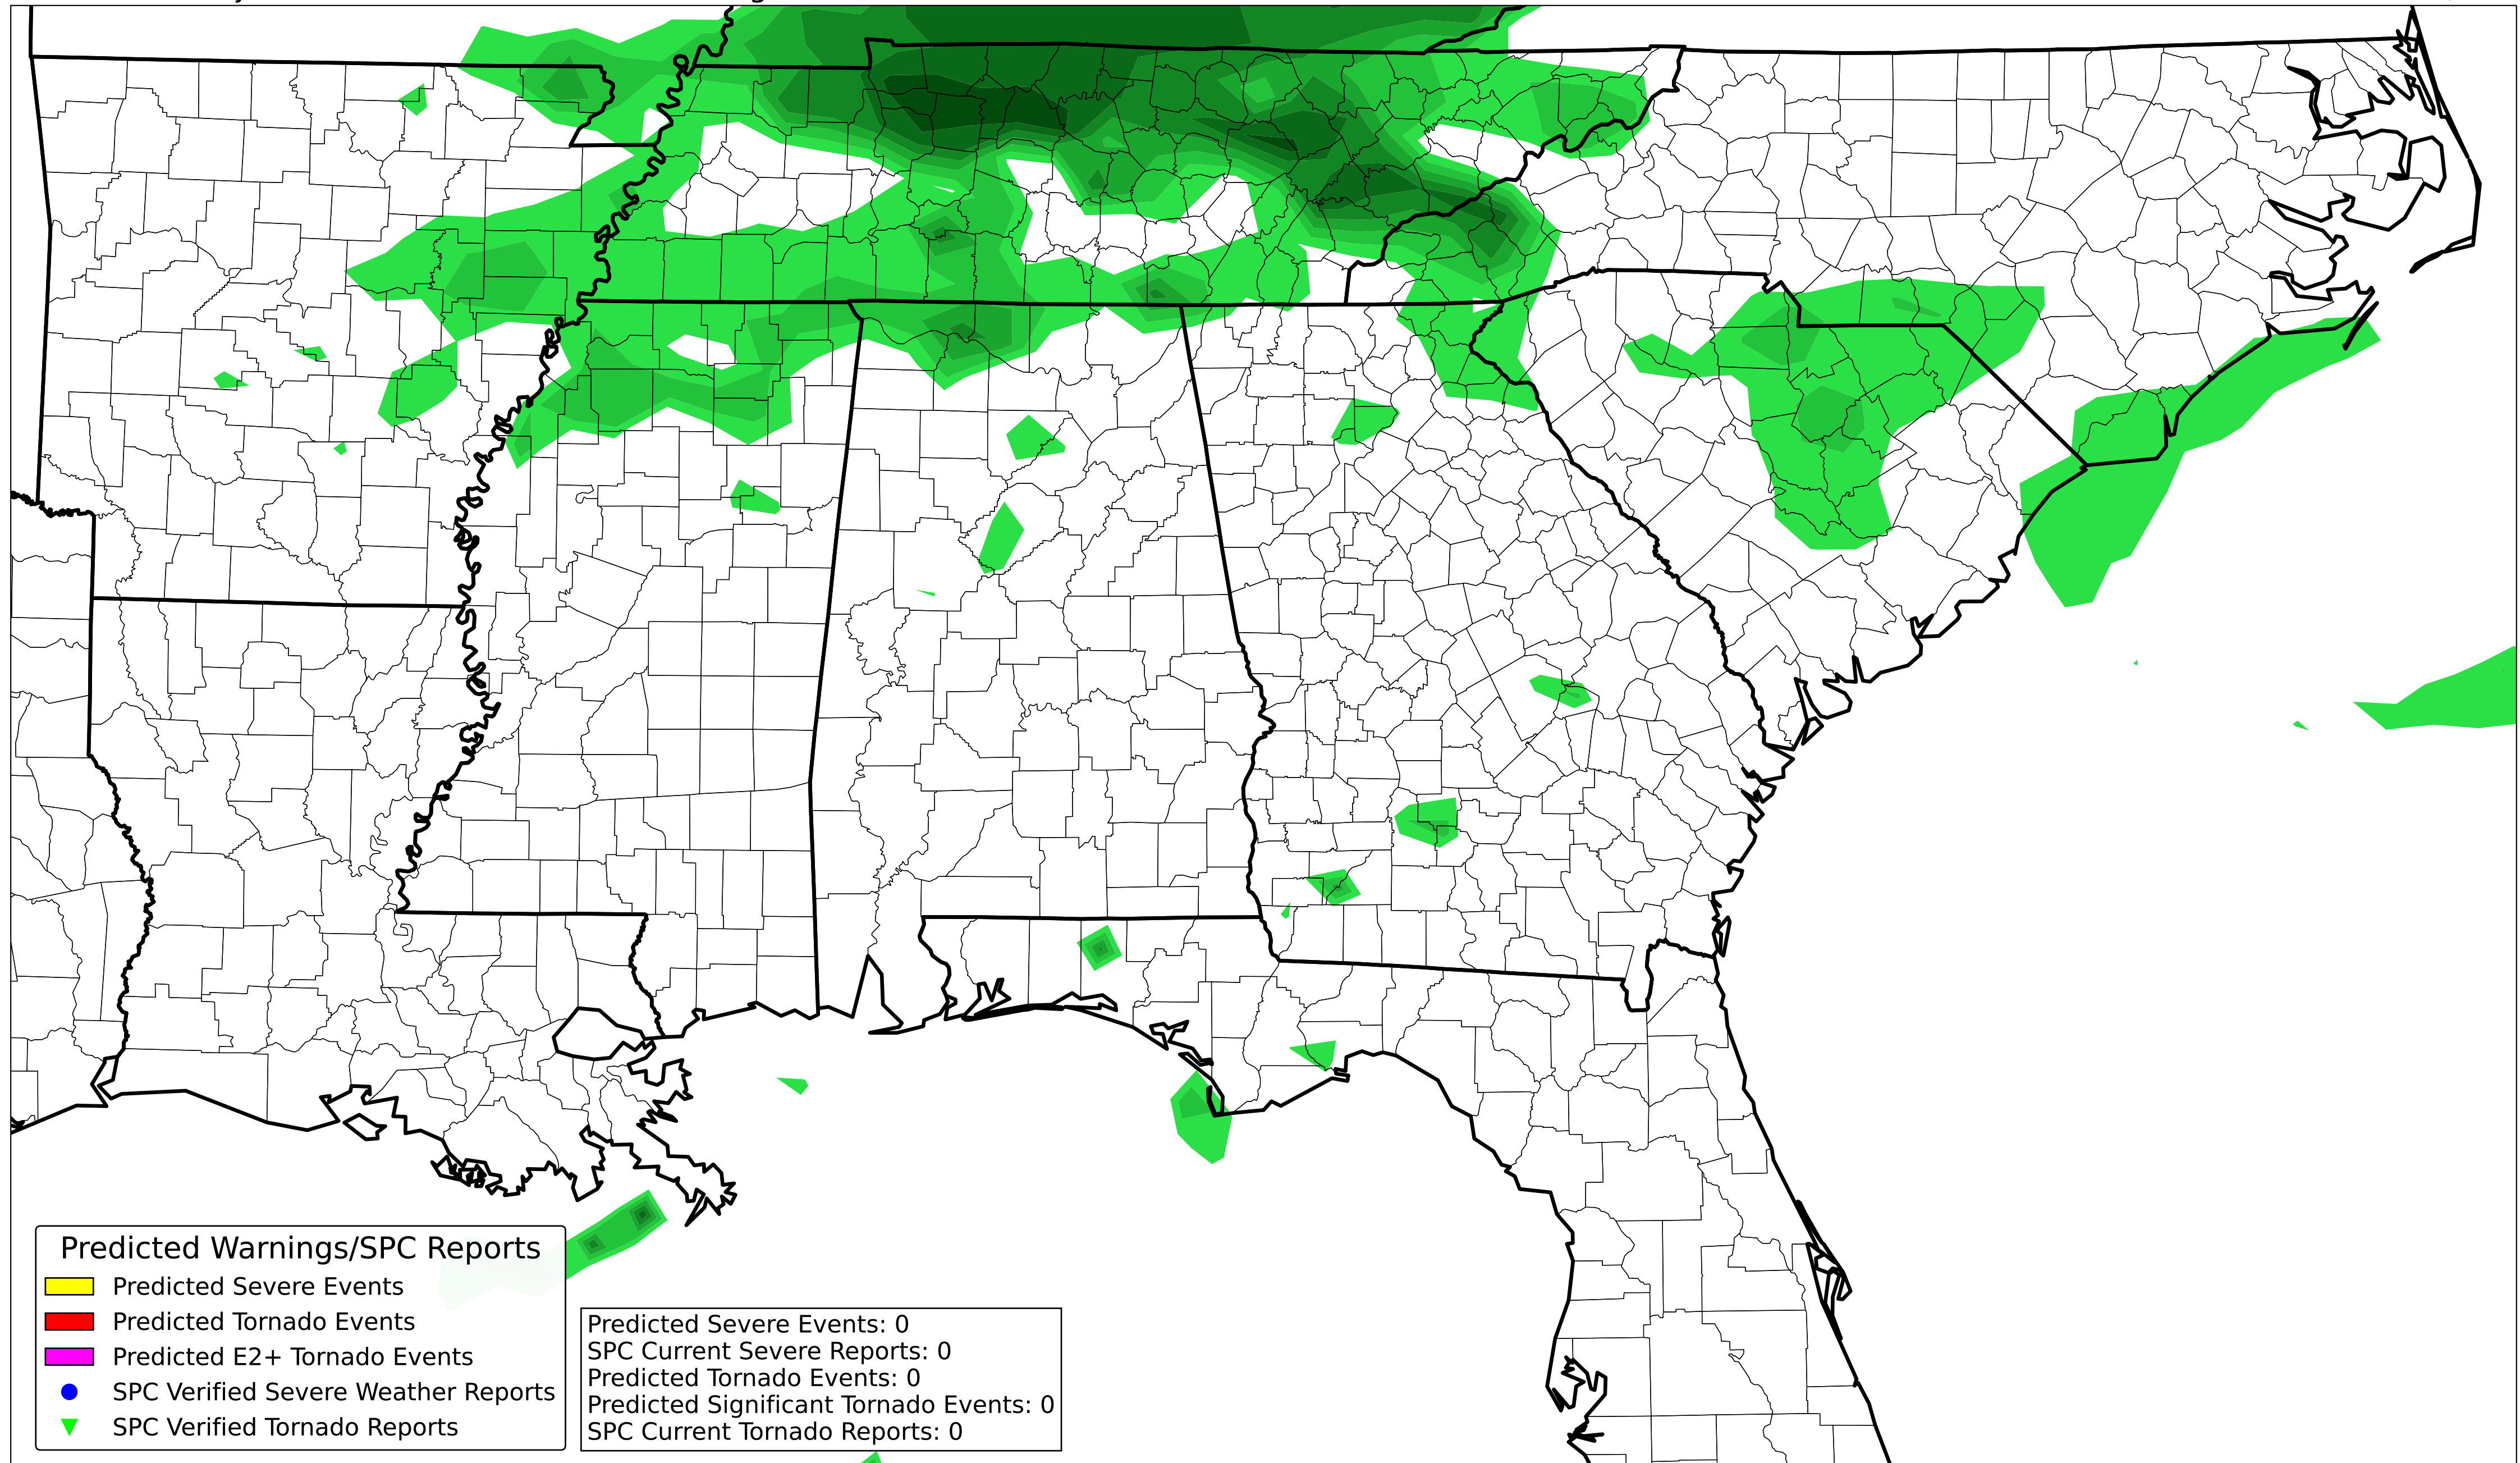 Predicted Warnings/SPC Reports
Predicted Severe Events
Predicted Tornado Events
Predicted E2+ Tornado Events
SPC Verified Severe Weather Reports
SPC Verified Tornado Reports
Predicted Severe Events: 0
SPC Current Severe Reports: 0
Predicted Tornado Events: 0
Predicted Significant Tornado Events: 0
SPC Current Tornado Reports: 0